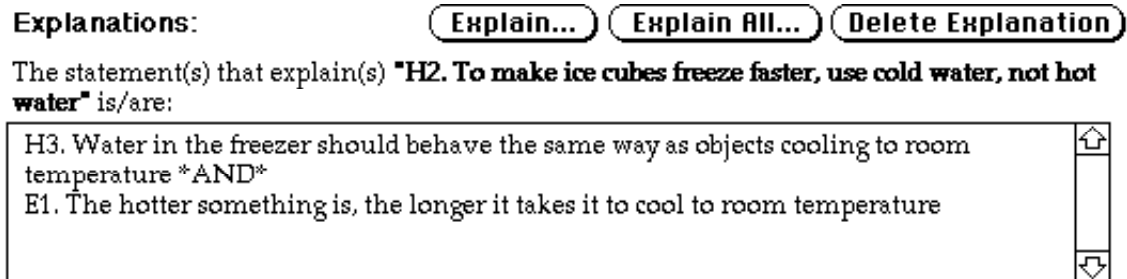 Explanations: Explain... Explain All... Delete Explanation
The statement(s) that explain(s) "H2. To make ice cubes freeze faster, use cold water, not hot
water" is/are:
H3. Water in the freezer should behave the same way as objects cooling to room
temperature *AND*
E1. The hotter something is, the longer it takes it to cool to room temperature